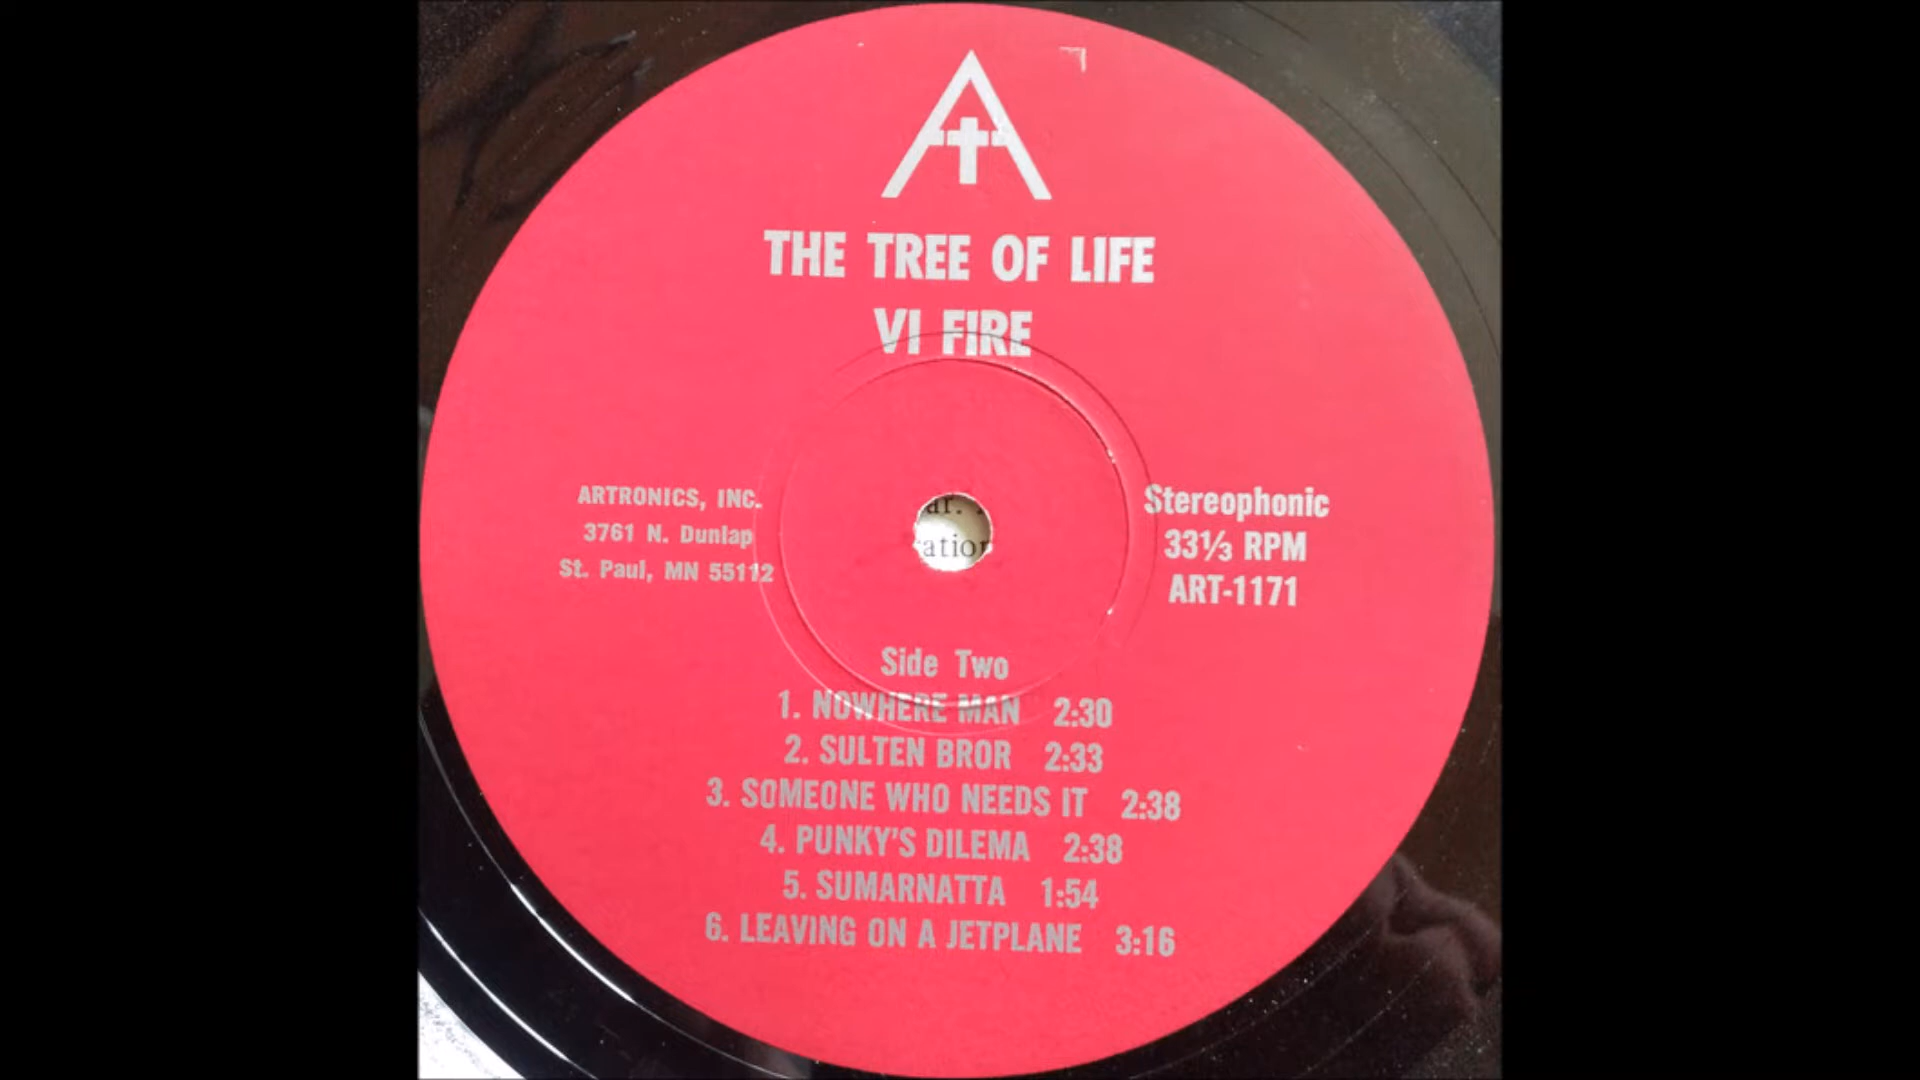 THE TREE OF LIFE
VI FIRE
ARTRONICS, INC.
3761 N. Dunlap
St. Paul, MN 55112
Stereophonic
33⅓ RPM
ART-1171
ar.
ation
Side Two
1. NOWHERE MAN 2:30
2. SULTEN BROR 2:33
3. SOMEONE WHO NEEDS IT 2:38
4. PUNKY'S DILEMA 2:38
5. SUMARNATTA 1:54
6. LEAVING ON A JETPLANE 3:16